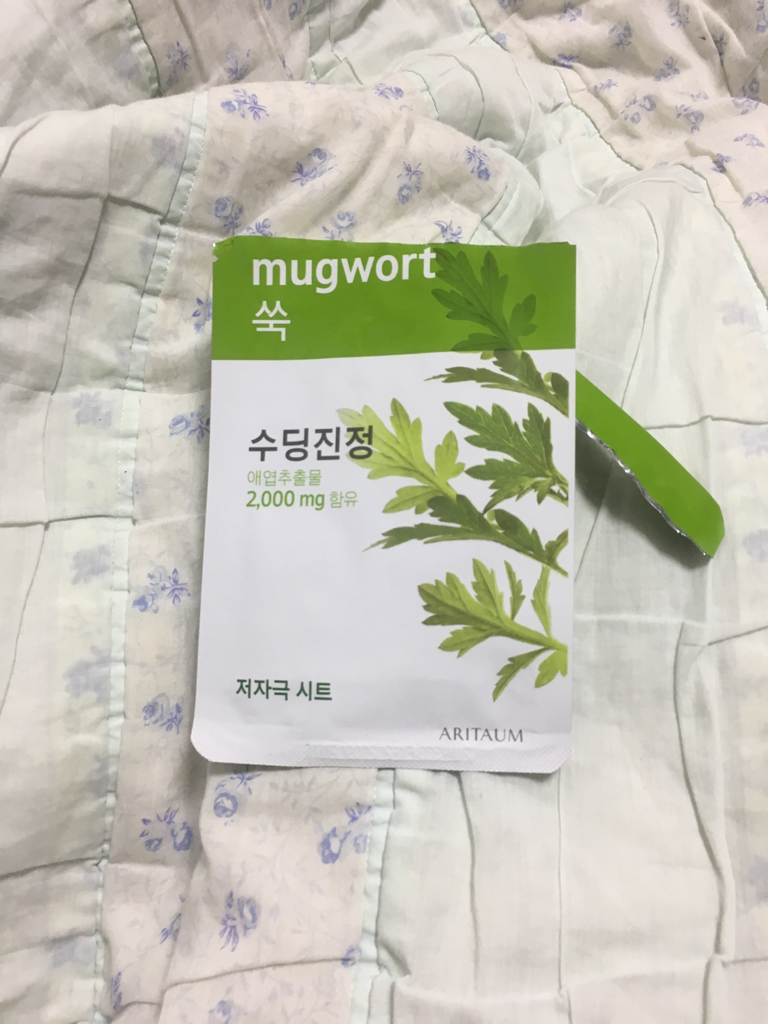 mugwort
쑥
수딩진정
애엽추출물
2,000 mg 함유
저자극 시트
ARITAUM